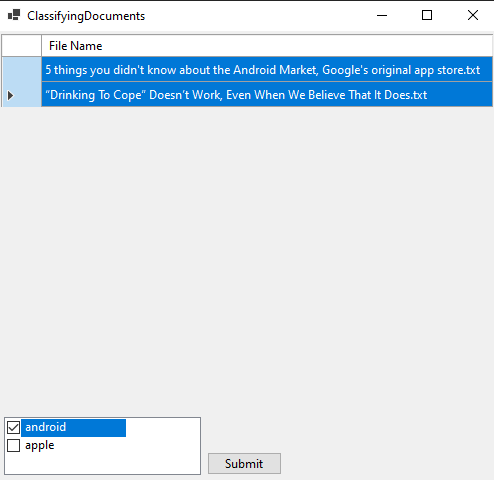 ClassifyingDocuments
File Name
5 things you didn't know about the Android Market, Google's original app store.txt
“Drinking To Cope” Doesn’t Work, Even When We Believe That It Does.txt
android
apple
Submit